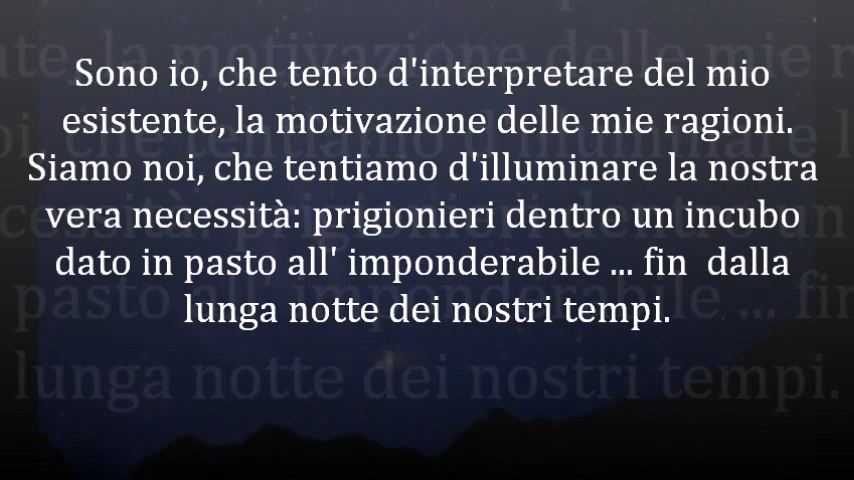 Sono io, che tento d'interpretare del mio
esistente, la motivazione delle mie ragioni.
Siamo noi, che tentiamo d'illuminare la nostra
vera necessità: prigionieri dentro un incubo
dato in pasto all' imponderabile ... fin  dalla
lunga notte dei nostri tempi.